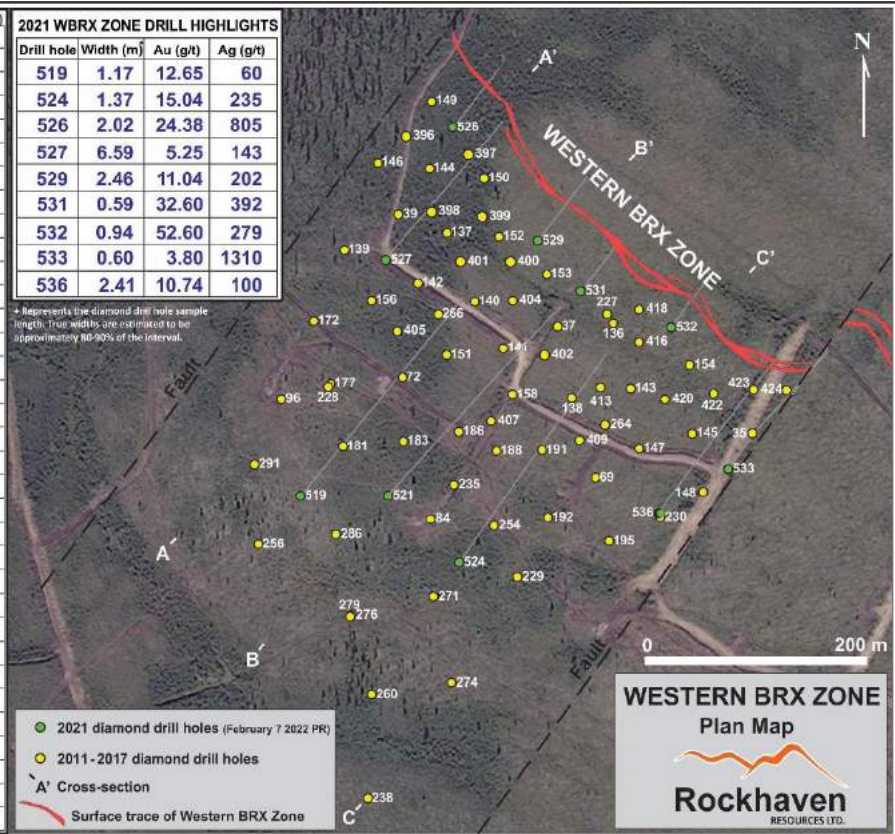 2021 WBRX ZONE DRILL HIGHLIGHTS
Drill hole Width (m)+ Au (g/t) Ag (g/t)
519 1.17 12.65 60
524 1.37 15.04 235
526 2.02 24.38 805
527 6.59 5.25 143
529 2.46 11.04 202
531 0.59 32.60 392
532 0.94 52.60 279
533 0.60 3.80 1310
536 2.41 10.74 100
+ Represents the diamond drill hole sample
length. True widths are estimated to be
approximately 80-90% of the interval.
N
A'
B'
C'
WESTERN BRX ZONE
149
526
396
397
146
144
150
39
398
399
137
152
529
139
527
401
400
153
142
531
156
140
404
227
418
266
136
532
172
405
37
416
151
141
402
154
72
177
228
96
158
138
413
143
420
422
423
424
407
264
186
409
145
35
181
183
188
191
147
291
533
235
69
148
519
521
84
254
192
536
230
286
195
256
524
229
271
279
276
274
260
238
Fault
Fault
A
B
C
0 200 m
2021 diamond drill holes (February 7 2022 PR)
2011-2017 diamond drill holes
A' Cross-section
Surface trace of Western BRX Zone
WESTERN BRX ZONE
Plan Map
Rockhaven
RESOURCES LTD.